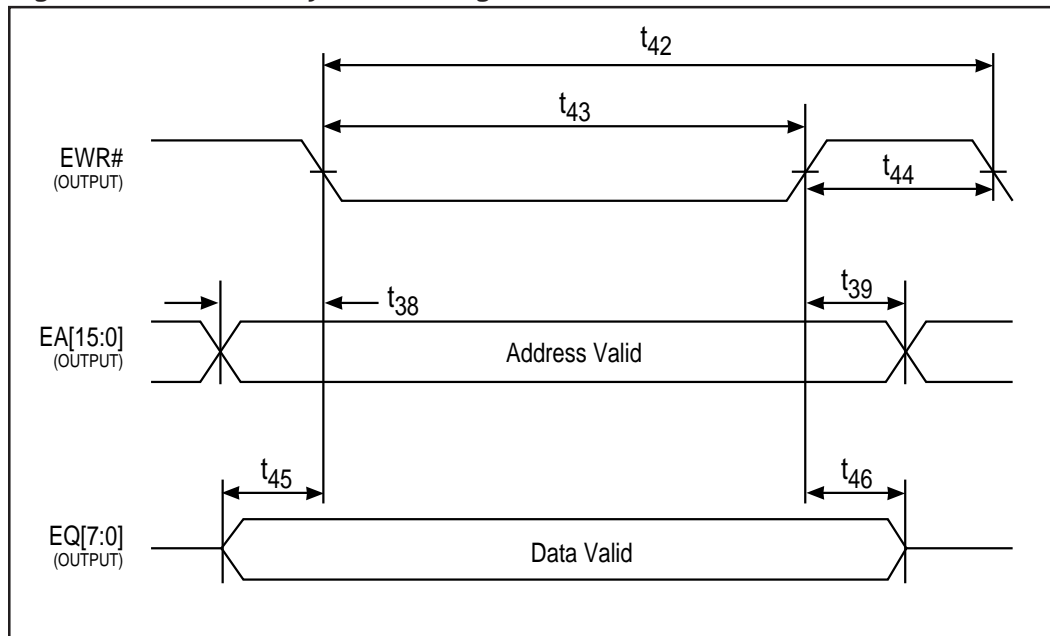 t42
t43
EWR#
(OUTPUT)
t44
t38
t39
EA[15:0]
(OUTPUT)
Address Valid
t45
t46
EQ[7:0]
(OUTPUT)
Data Valid